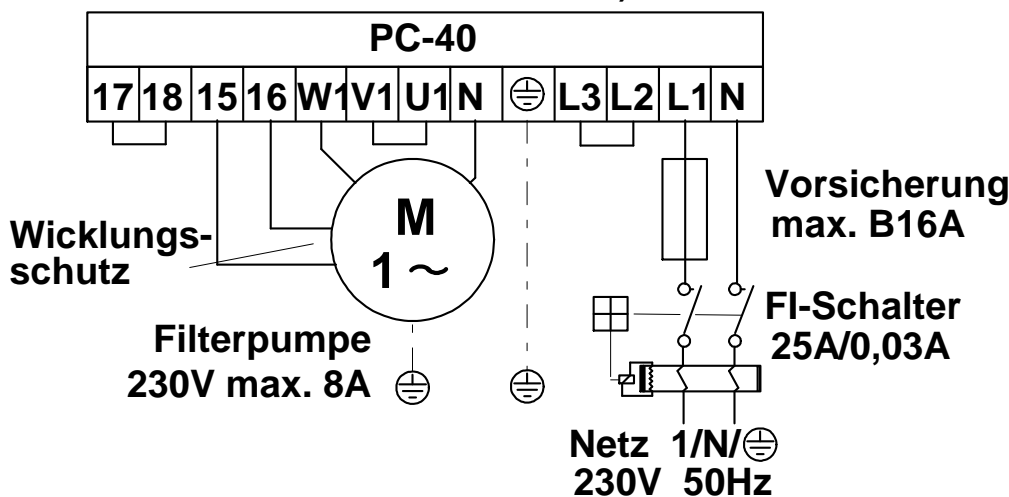 PC-40
17 18 15 16 W1 V1 U1 N L3 L2 L1 N
M
1 ~
Wicklungs-
schutz
Filterpumpe
230V max. 8A
Vorsicherung
max. B16A
FI-Schalter
25A/0,03A
Netz 1/N/⏚
230V 50Hz